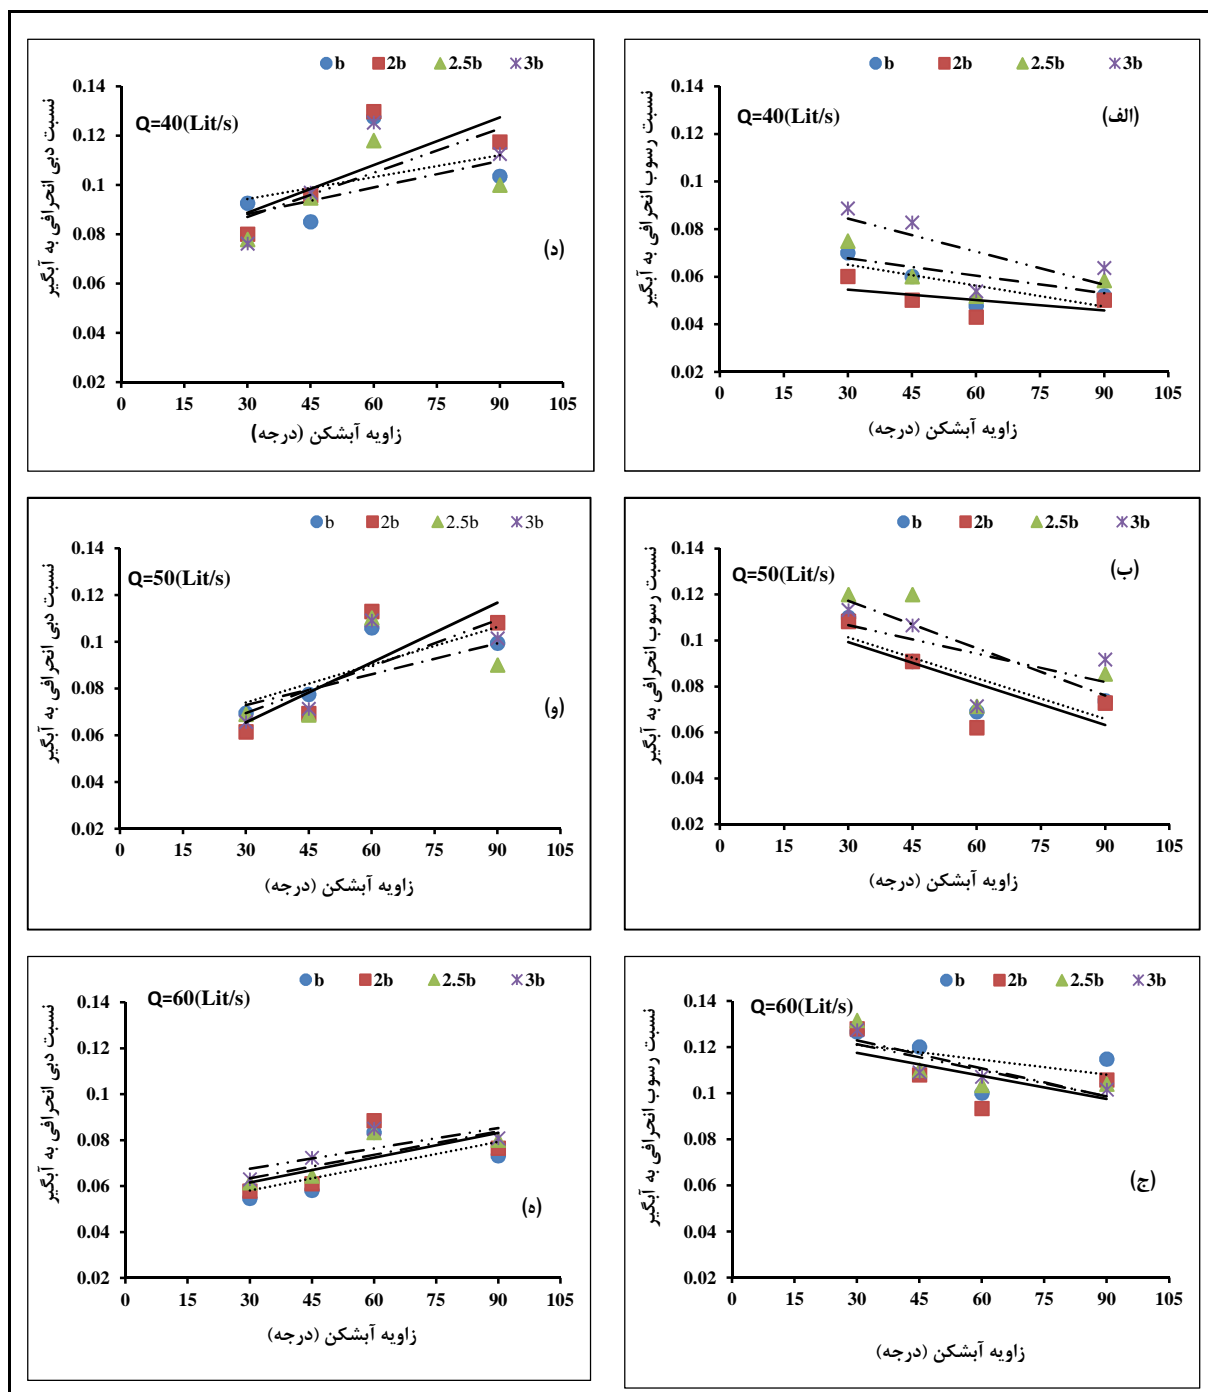 b 2b 2.5b 3b
Q=40(Lit/s)
(الف)
نسبت رسوب انحرافی به آبگیر
0.14
0.12
0.1
0.08
0.06
0.04
0.02
0 15 30 45 60 75 90 105
زاویه آبشکن (درجه)
b 2b 2.5b 3b
Q=40(Lit/s)
(د)
نسبت دبی انحرافی به آبگیر
0.14
0.12
0.1
0.08
0.06
0.04
0.02
0 15 30 45 60 75 90 105
زاویه آبشکن (درجه)
b 2b 2.5b 3b
Q=50(Lit/s)
(ب)
نسبت رسوب انحرافی به آبگیر
0.14
0.12
0.1
0.08
0.06
0.04
0.02
0 15 30 45 60 75 90 105
زاویه آبشکن (درجه)
b 2b 2.5b 3b
Q=50(Lit/s)
(و)
نسبت دبی انحرافی به آبگیر
0.14
0.12
0.1
0.08
0.06
0.04
0.02
0 15 30 45 60 75 90 105
زاویه آبشکن (درجه)
b 2b 2.5b 3b
Q=60(Lit/s)
(ج)
نسبت رسوب انحرافی به آبگیر
0.14
0.12
0.1
0.08
0.06
0.04
0.02
0 15 30 45 60 75 90 105
زاویه آبشکن (درجه)
b 2b 2.5b 3b
Q=60(Lit/s)
(ه)
نسبت دبی انحرافی به آبگیر
0.14
0.12
0.1
0.08
0.06
0.04
0.02
0 15 30 45 60 75 90 105
زاویه آبشکن (درجه)